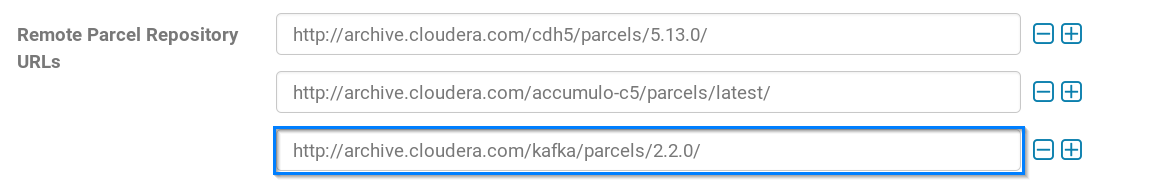 Remote Parcel Repository
URLs
http://archive.cloudera.com/cdh5/parcels/5.13.0/
http://archive.cloudera.com/accumulo-c5/parcels/latest/
http://archive.cloudera.com/kafka/parcels/2.2.0/